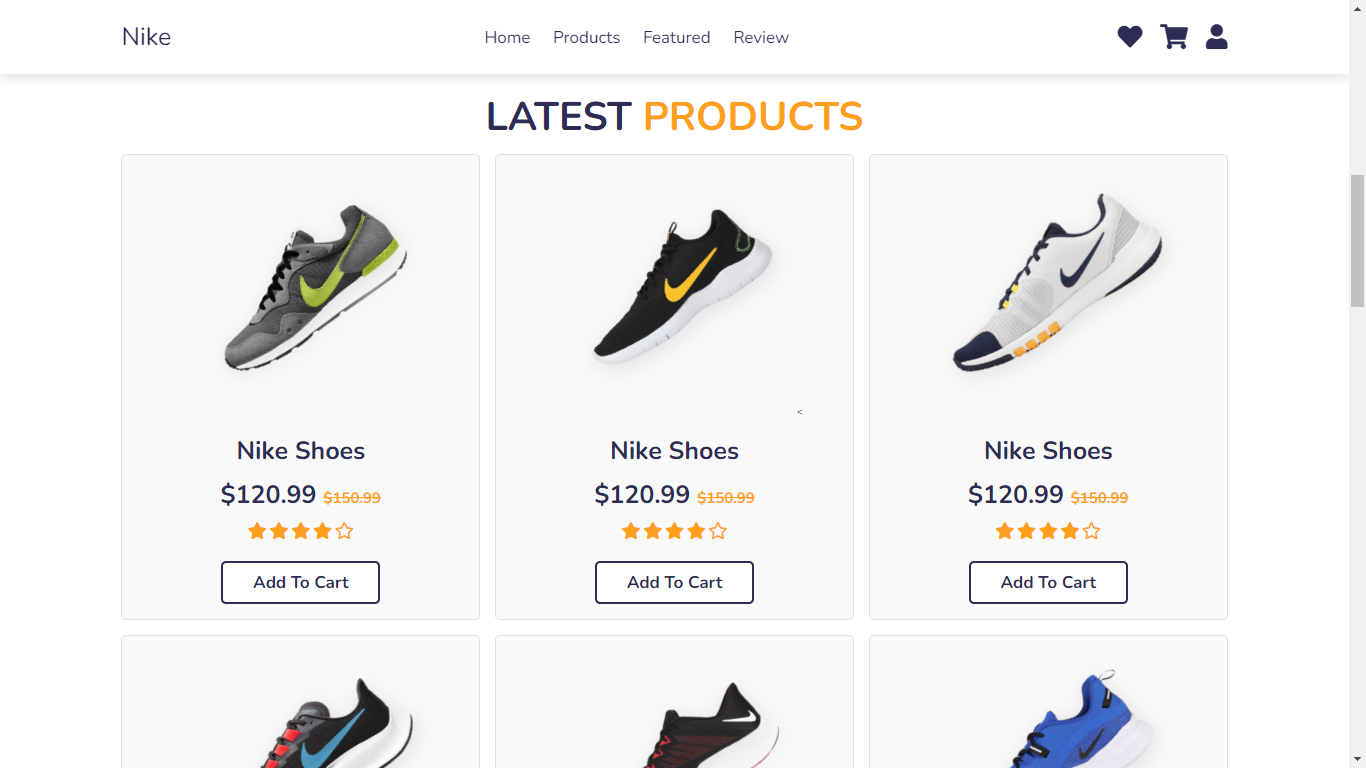 Nike
Home Products Featured Review
LATEST PRODUCTS
<
Nike Shoes
$120.99 $150.99
Add To Cart
Nike Shoes
$120.99 $150.99
Add To Cart
Nike Shoes
$120.99 $150.99
Add To Cart